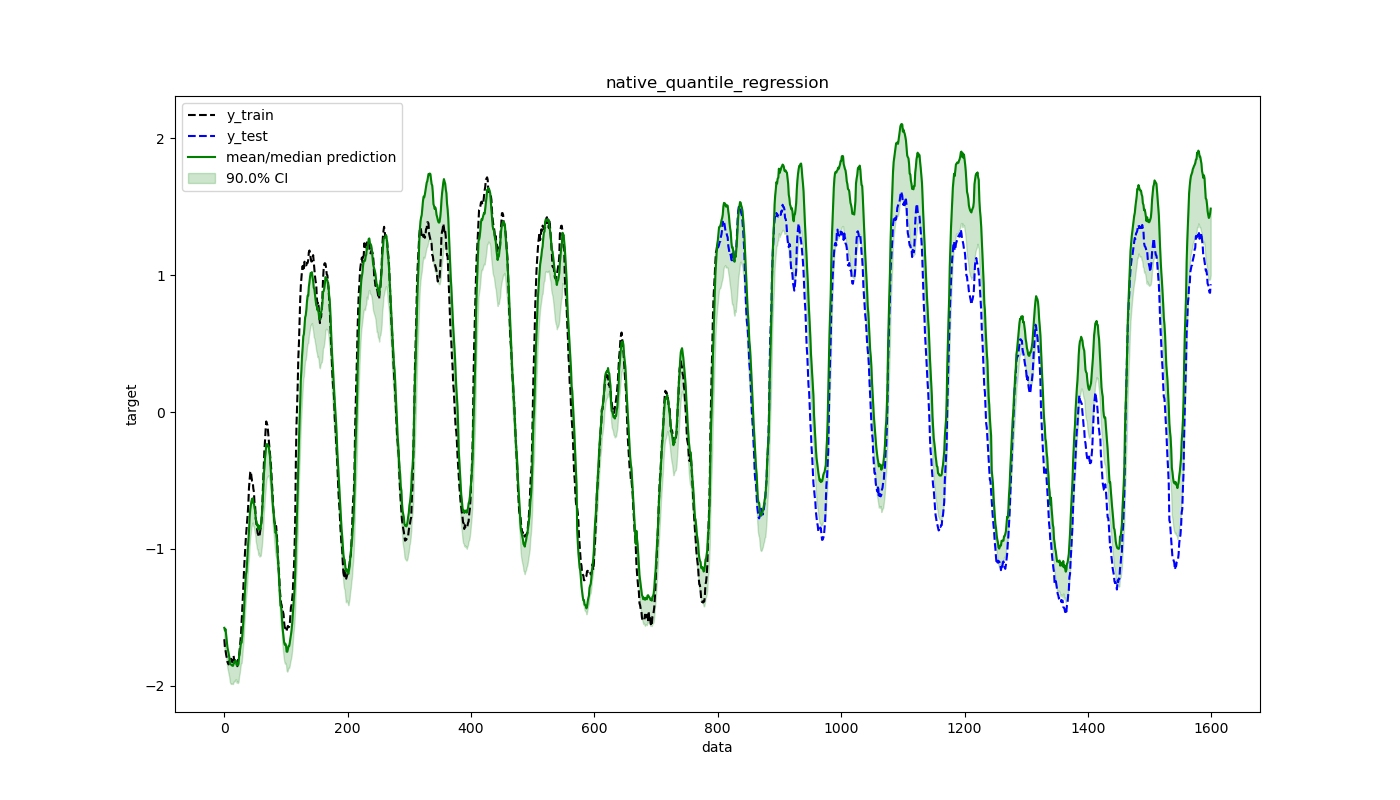 native_quantile_regression
y_train
y_test
mean/median prediction
90.0% CI
2
1
0
−1
−2
target
0 200 400 600 800 1000 1200 1400 1600
data